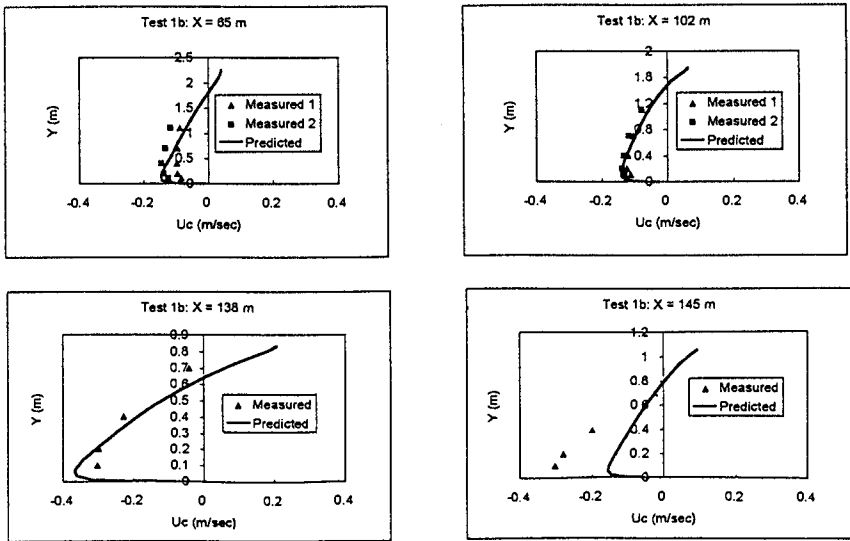 Test 1b: X = 65 m
2.5
2
1.5
1
0.5
0
Y (m)
-0.4
-0.2
0
0.2
0.4
Uc (m/sec)
Measured 1
Measured 2
Predicted
Test 1b: X = 102 m
2
1.6
1.2
0.8
0.4
0
Y (m)
-0.4
-0.2
0
0.2
0.4
Uc (m/sec)
Measured 1
Measured 2
Predicted
Test 1b: X = 138 m
0.9
0.8
0.7
0.6
0.5
0.4
0.3
0.2
0.1
0
Y (m)
-0.4
-0.2
0
0.2
0.4
Uc (m/sec)
Measured
Predicted
Test 1b: X = 145 m
1.2
1
0.8
0.6
0.4
0.2
0
Y (m)
-0.4
-0.2
0
0.2
0.4
Uc (m/sec)
Measured
Predicted